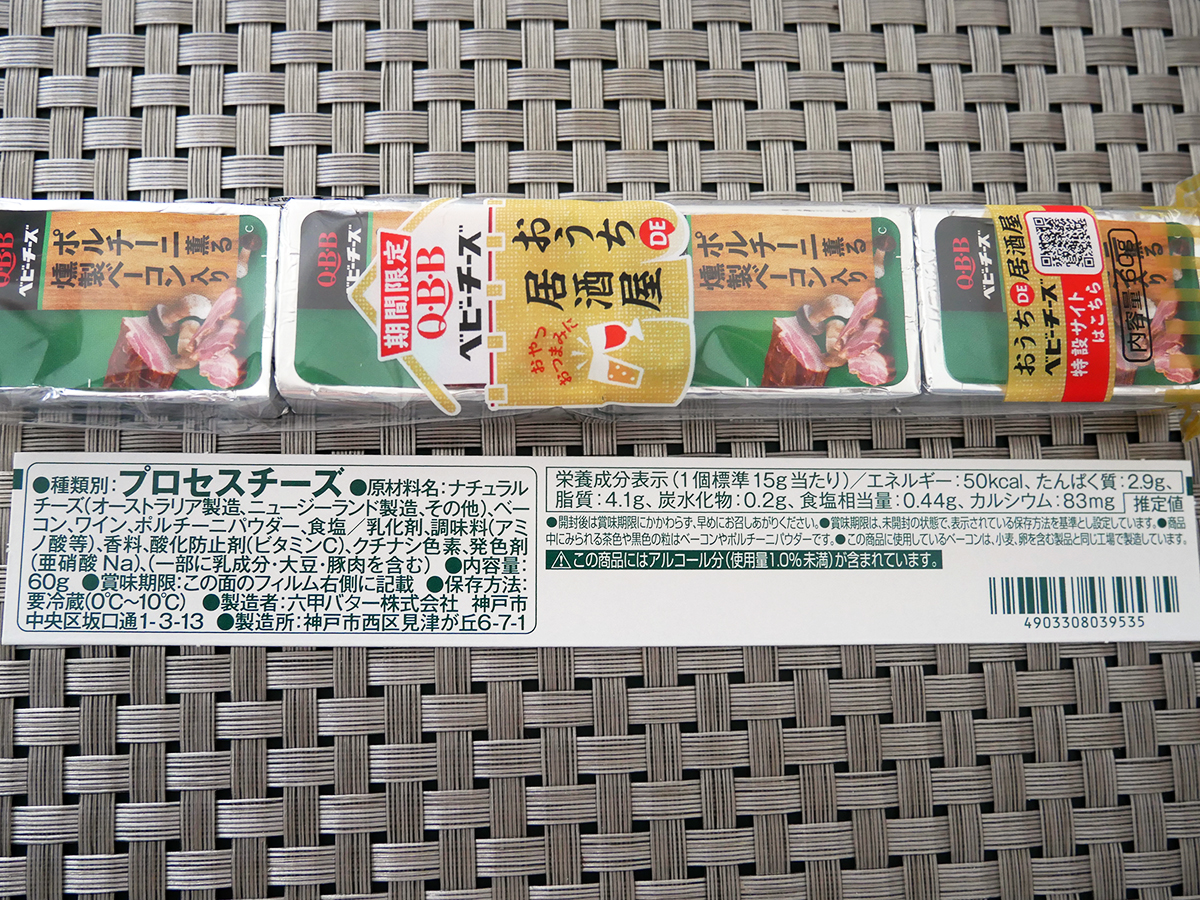 Q・B・B
ベビーチーズ
ポルチーニ薫る
燻製ベーコン入り
Q・B・B
ベビーチーズ
期間限定
Q・B・B
ベビーチーズ
おうちDE
居酒屋
おやつ
おつまみに
ポルチーニ薫る
燻製ベーコン入り
Q・B・B
ベビーチーズ
おうちDE居酒屋
ベビーチーズ
特設サイト
はこちら
薫る
入り
内容量60g
●種類別:プロセスチーズ ●原材料名:ナチュラル
チーズ(オーストラリア製造、ニュージーランド製造、その他)、ベー
コン、ワイン、ポルチーニパウダー、食塩/乳化剤、調味料(アミ
ノ酸等)、香料、酸化防止剤(ビタミンC)、クチナシ色素、発色剤
(亜硝酸Na)、(一部に乳成分・大豆・豚肉を含む) ●内容量:
60g ●賞味期限:この面のフィルム右側に記載 ●保存方法:
要冷蔵(0℃~10℃) ●製造者:六甲バター株式会社 神戸市
中央区坂口通1-3-13 ●製造所:神戸市西区見津が丘6-7-1
栄養成分表示(1個標準15g当たり)/エネルギー:50kcal、たんぱく質:2.9g、
脂質:4.1g、炭水化物:0.2g、食塩相当量:0.44g、カルシウム:83mg 推定値
●開封後は賞味期限にかかわらず、早めにお召しあがりください。●賞味期限は、未開封の状態で、表示されている保存方法を基準として設定しています。●商品
中にみられる茶色や黒色の粒はベーコンやポルチーニパウダーです。●この商品に使用しているベーコンは、小麦、卵を含む製品と同じ工場で製造しています。
⚠この商品にはアルコール分(使用量1.0%未満)が含まれています。
4903308039535